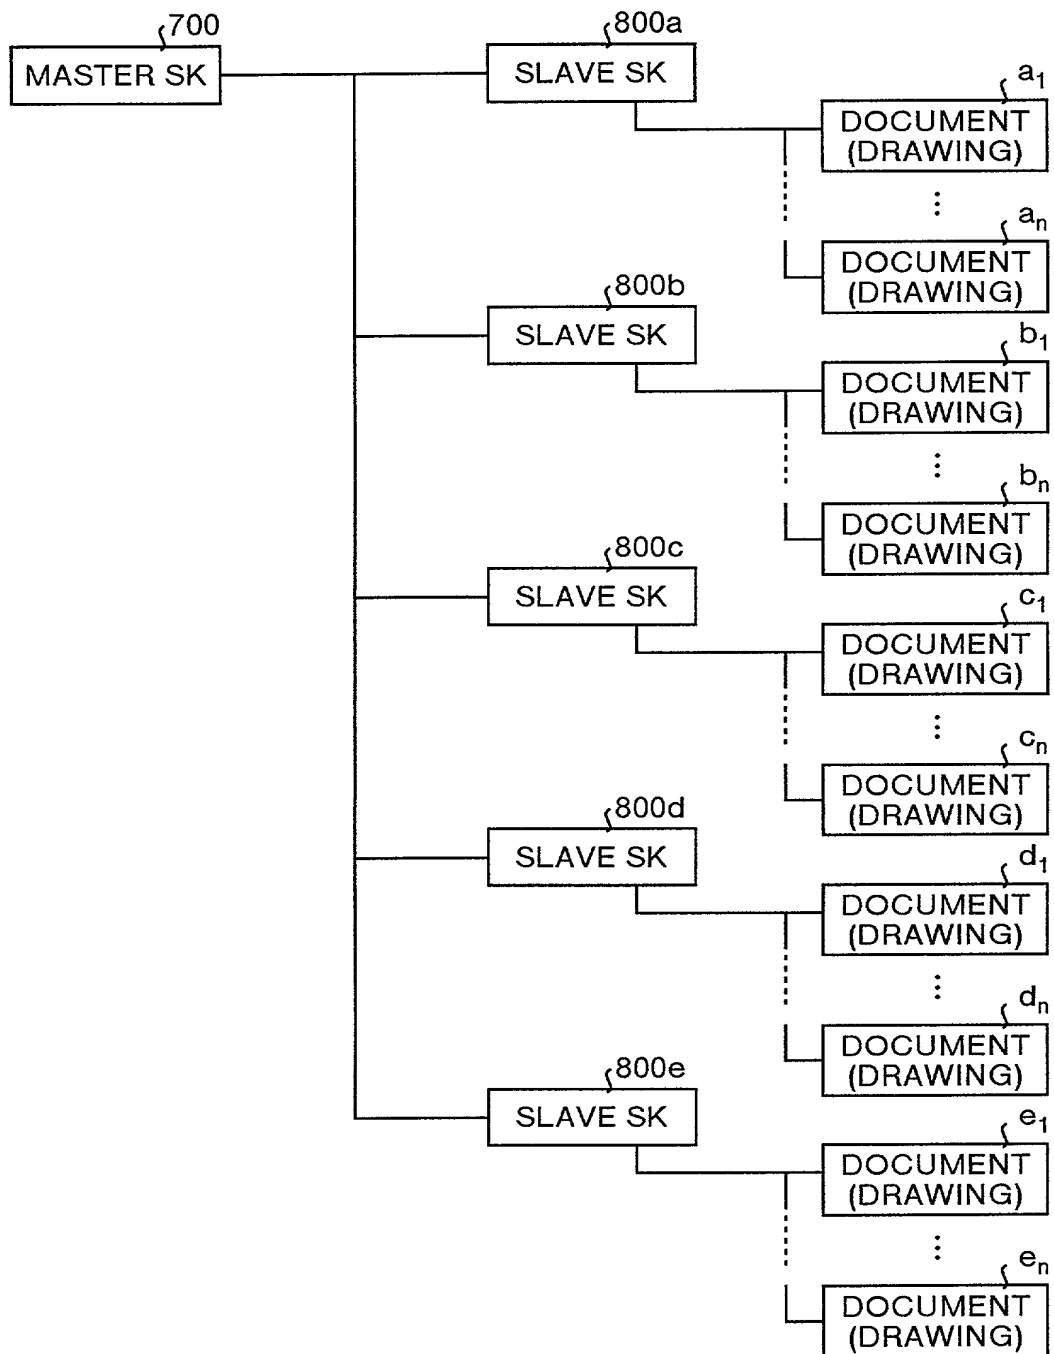 700
MASTER SK
800a
SLAVE SK
a1
DOCUMENT
(DRAWING)
⋮
an
DOCUMENT
(DRAWING)
800b
SLAVE SK
b1
DOCUMENT
(DRAWING)
⋮
bn
DOCUMENT
(DRAWING)
800c
SLAVE SK
c1
DOCUMENT
(DRAWING)
⋮
cn
DOCUMENT
(DRAWING)
800d
SLAVE SK
d1
DOCUMENT
(DRAWING)
⋮
dn
DOCUMENT
(DRAWING)
800e
SLAVE SK
e1
DOCUMENT
(DRAWING)
⋮
en
DOCUMENT
(DRAWING)